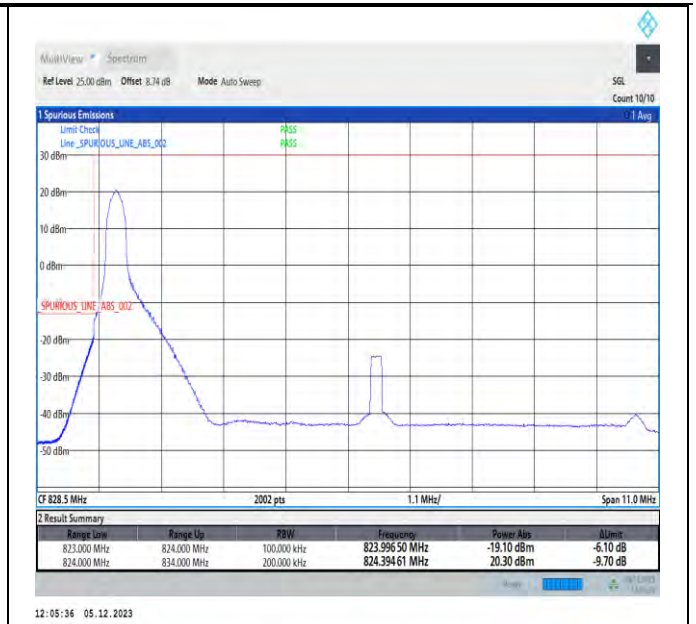 MultiView Spectrum
Ref Level 25.00 dBm Offset 8.74 dB Mode Auto Sweep SGL
Count 10/10
1 Spurious Emissions 1 Avg
Limit Check PASS
Line _SPURIOUS_LINE_ABS_002 PASS
30 dBm
20 dBm
10 dBm
0 dBm
_SPURIOUS_LINE_ABS_002
-20 dBm
-30 dBm
-40 dBm
-50 dBm
CF 828.5 MHz 2002 pts 1.1 MHz/ Span 11.0 MHz
2 Result Summary
Range Low Range Up RBW Frequency Power Abs ΔLimit
823.000 MHz 824.000 MHz 100.000 kHz 823.996 50 MHz -19.10 dBm -6.10 dB
824.000 MHz 834.000 MHz 200.000 kHz 824.394 61 MHz 20.30 dBm -9.70 dB
12:05:36 05.12.2023